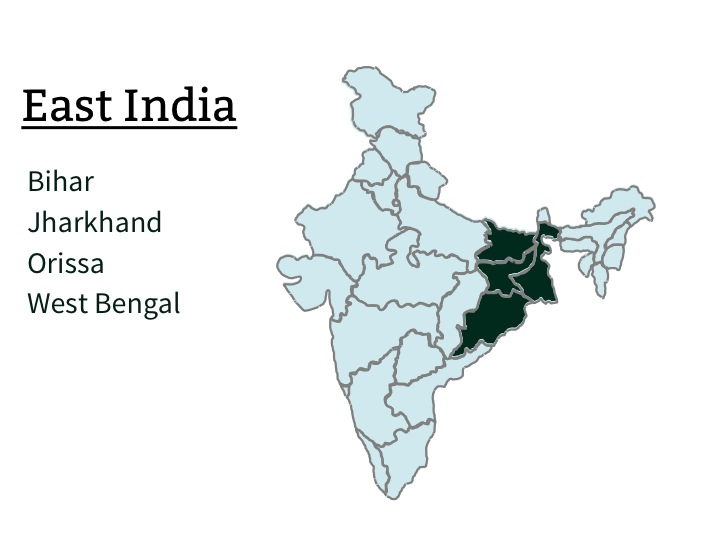 East India
Bihar
Jharkhand
Orissa
West Bengal